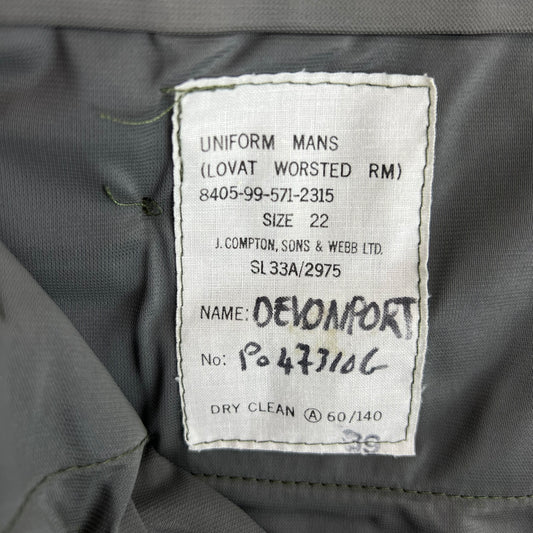 UNIFORM MANS
(LOVAT WORSTED RM)
8405-99-571-2315
SIZE 22
J. COMPTON, SONS & WEBB LTD.
SL 33A/2975
NAME: DEVONPORT
No: Po47310G
DRY CLEAN Ⓐ 60/140
39